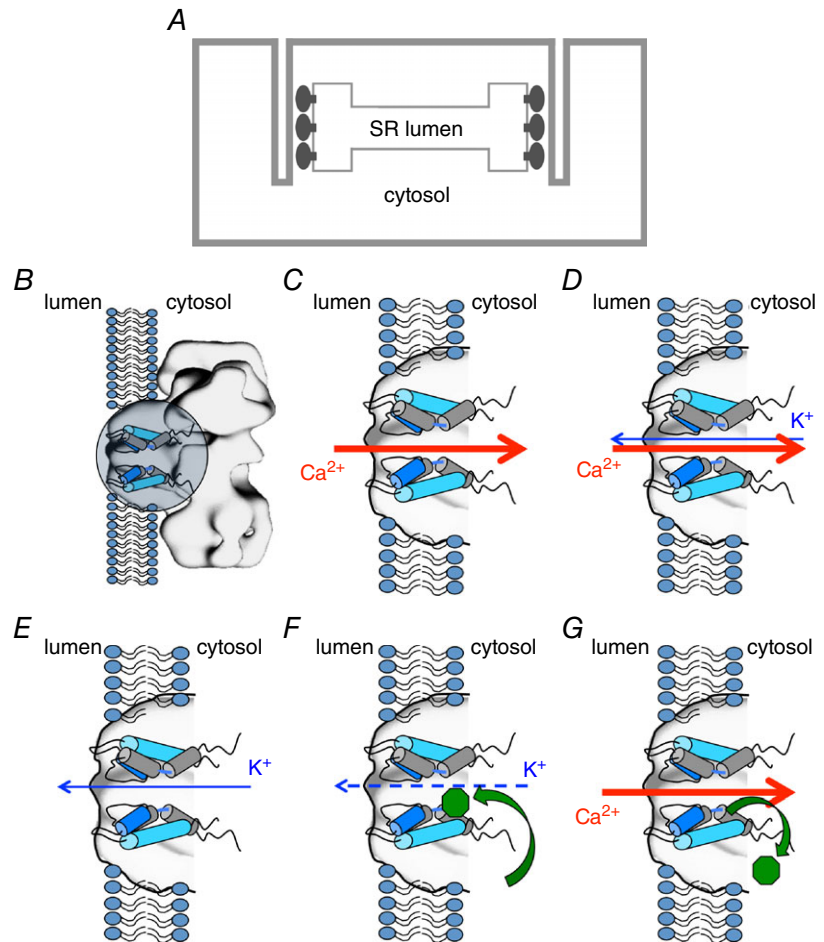 A
SR lumen
cytosol
B
lumen cytosol
C
lumen cytosol
Ca2+
D
lumen cytosol
K+
Ca2+
E
lumen cytosol
K+
F
lumen cytosol
K+
G
lumen cytosol
Ca2+